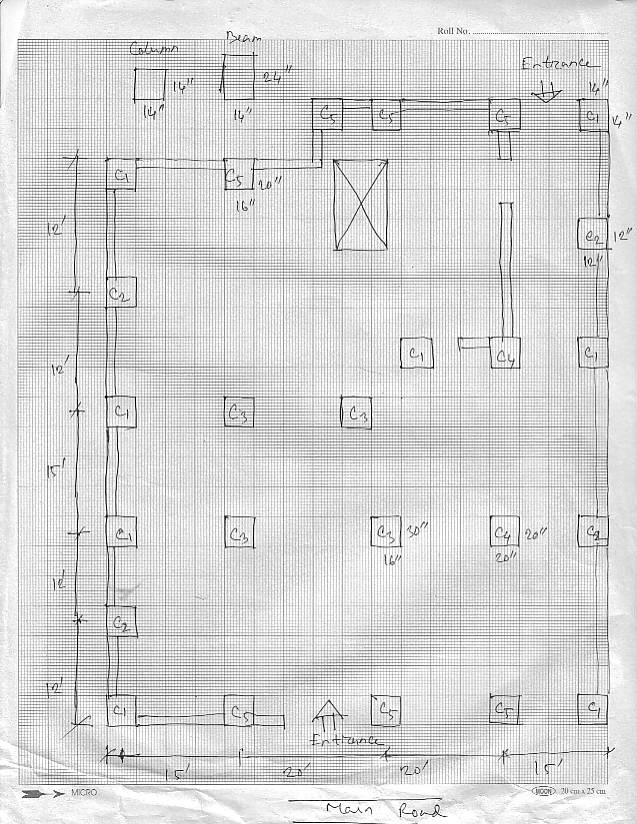 Roll No.
Column
Beam
Entrance
14"
24"
14"
14"
14"
14"
C5
C5
C5
C1
C1
C5
20"
16"
C2
12"
12"
12'
C2
C1
C4
C1
12'
C1
C3
C3
15'
C1
C3
C3
30"
16"
C4
20"
20"
C2
12'
C2
12'
C1
C5
Entrance
C5
C5
C1
15'
20'
20'
15'
MICRO
MOON
20 cm x 25 cm
Main Road